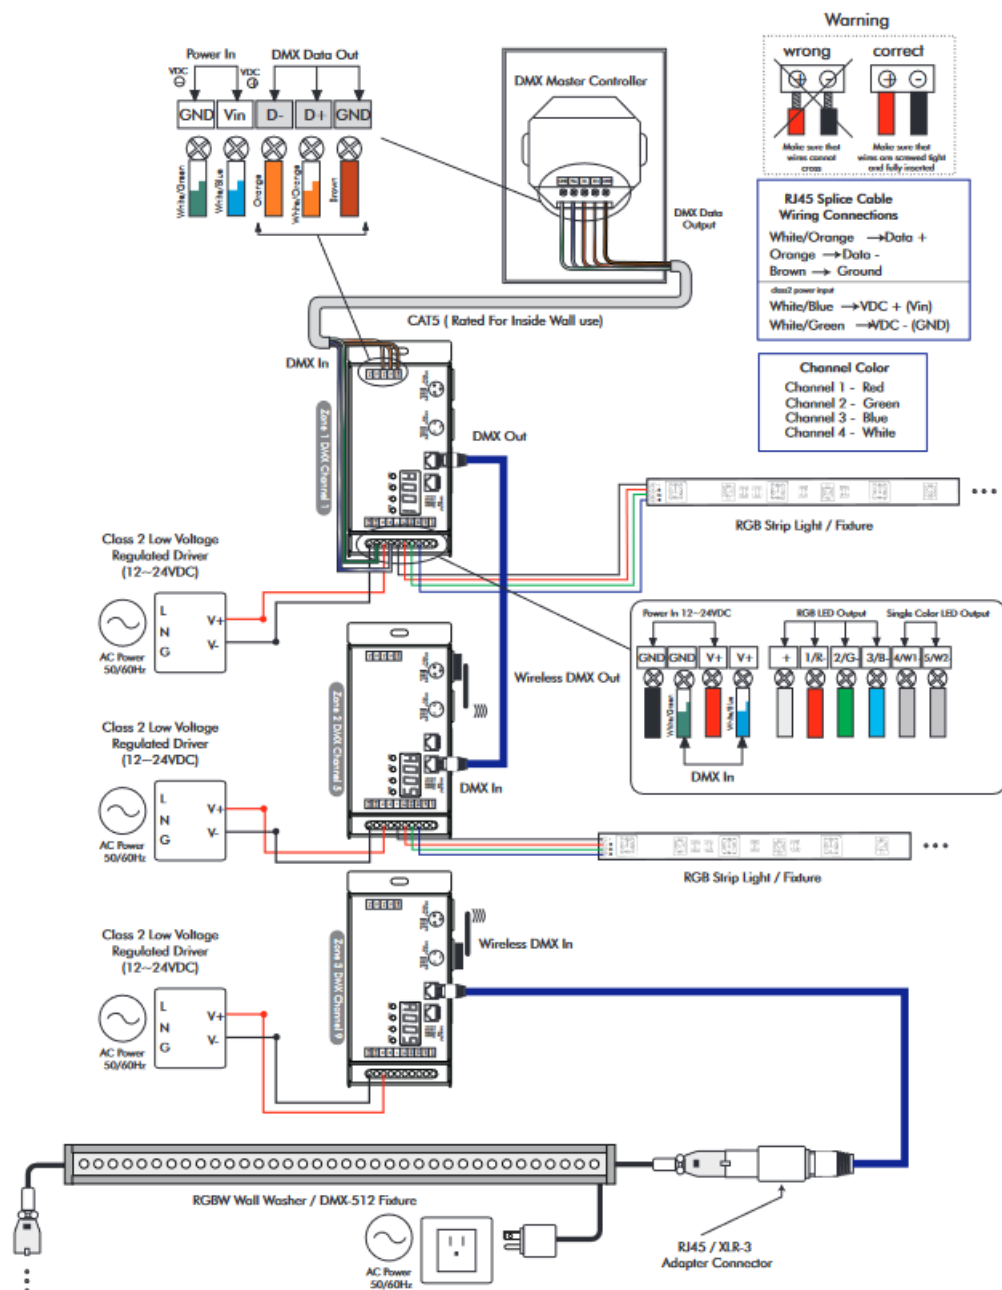 Warning
wrong
correct
Make sure that
wires cannot
cross
Make sure that
wires are screwed tight
and fully inserted
Power In
DMX Data Out
VDC
VDC
GND
Vin
D-
D+
GND
White/Green
White/Blue
Orange
White/Orange
Brown
DMX Master Controller
DMX Data
Output
RJ45 Splice Cable
Wiring Connections
White/Orange →Data +
Orange →Data -
Brown → Ground
class2 power input
White/Blue →VDC + (Vin)
White/Green →VDC - (GND)
CAT5 ( Rated For Inside Wall use)
Channel Color
Channel 1 - Red
Channel 2 - Green
Channel 3 - Blue
Channel 4 - White
DMX In
Zone 1 DMX Channel 1
DMX Out
A001
RGB Strip Light / Fixture
Class 2 Low Voltage
Regulated Driver
(12~24VDC)
L
N
G
V+
V-
AC Power
50/60Hz
Power In 12~24VDC
RGB LED Output
Single Color LED Output
GND
GND
V+
V+
+
1/R-
2/G-
3/B-
4/W1-
5/W2-
White/Green
White/Blue
DMX In
Zone 2 DMX Channel 5
Wireless DMX Out
A005
DMX In
Class 2 Low Voltage
Regulated Driver
(12~24VDC)
L
N
G
V+
V-
AC Power
50/60Hz
RGB Strip Light / Fixture
Zone 3 DMX Channel 9
Wireless DMX In
A009
Class 2 Low Voltage
Regulated Driver
(12~24VDC)
L
N
G
V+
V-
AC Power
50/60Hz
RGBW Wall Washer / DMX-512 Fixture
AC Power
50/60Hz
RJ45 / XLR-3
Adapter Connector